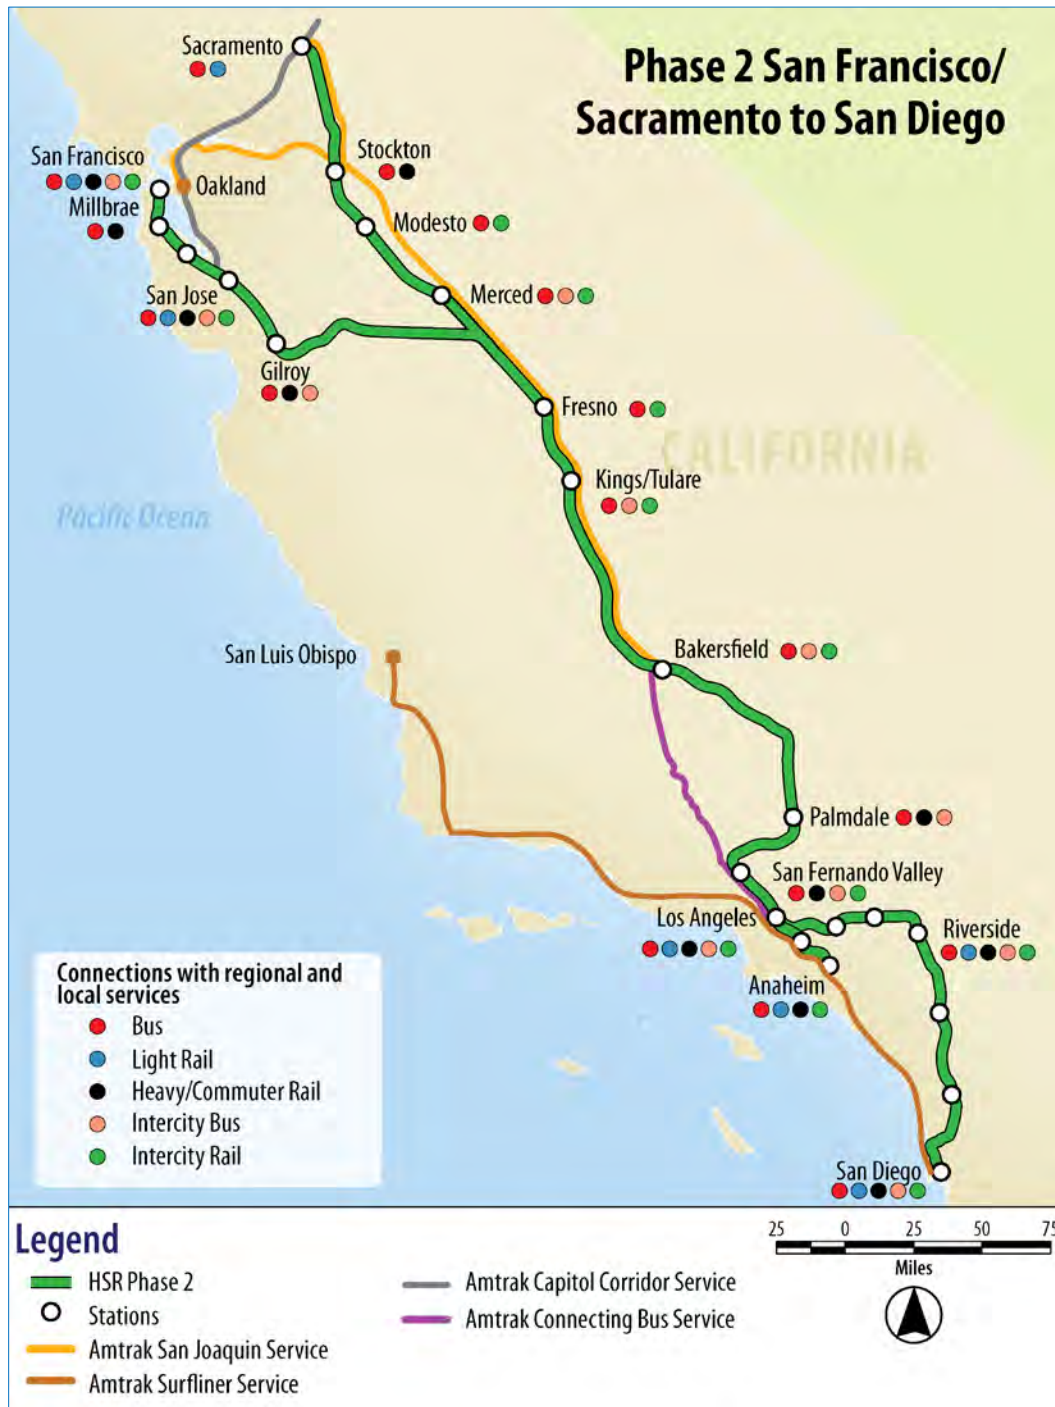 Phase 2 San Francisco/
Sacramento to San Diego
Sacramento
San Francisco
Oakland
Millbrae
Stockton
Modesto
Merced
San Jose
Gilroy
Fresno
CALIFORNIA
Kings/Tulare
Pacific Ocean
San Luis Obispo
Bakersfield
Palmdale
San Fernando Valley
Los Angeles
Riverside
Anaheim
San Diego
Connections with regional and
local services
Bus
Light Rail
Heavy/Commuter Rail
Intercity Bus
Intercity Rail
Legend
HSR Phase 2
Stations
Amtrak San Joaquin Service
Amtrak Surfliner Service
Amtrak Capitol Corridor Service
Amtrak Connecting Bus Service
25 0 25 50 75
Miles